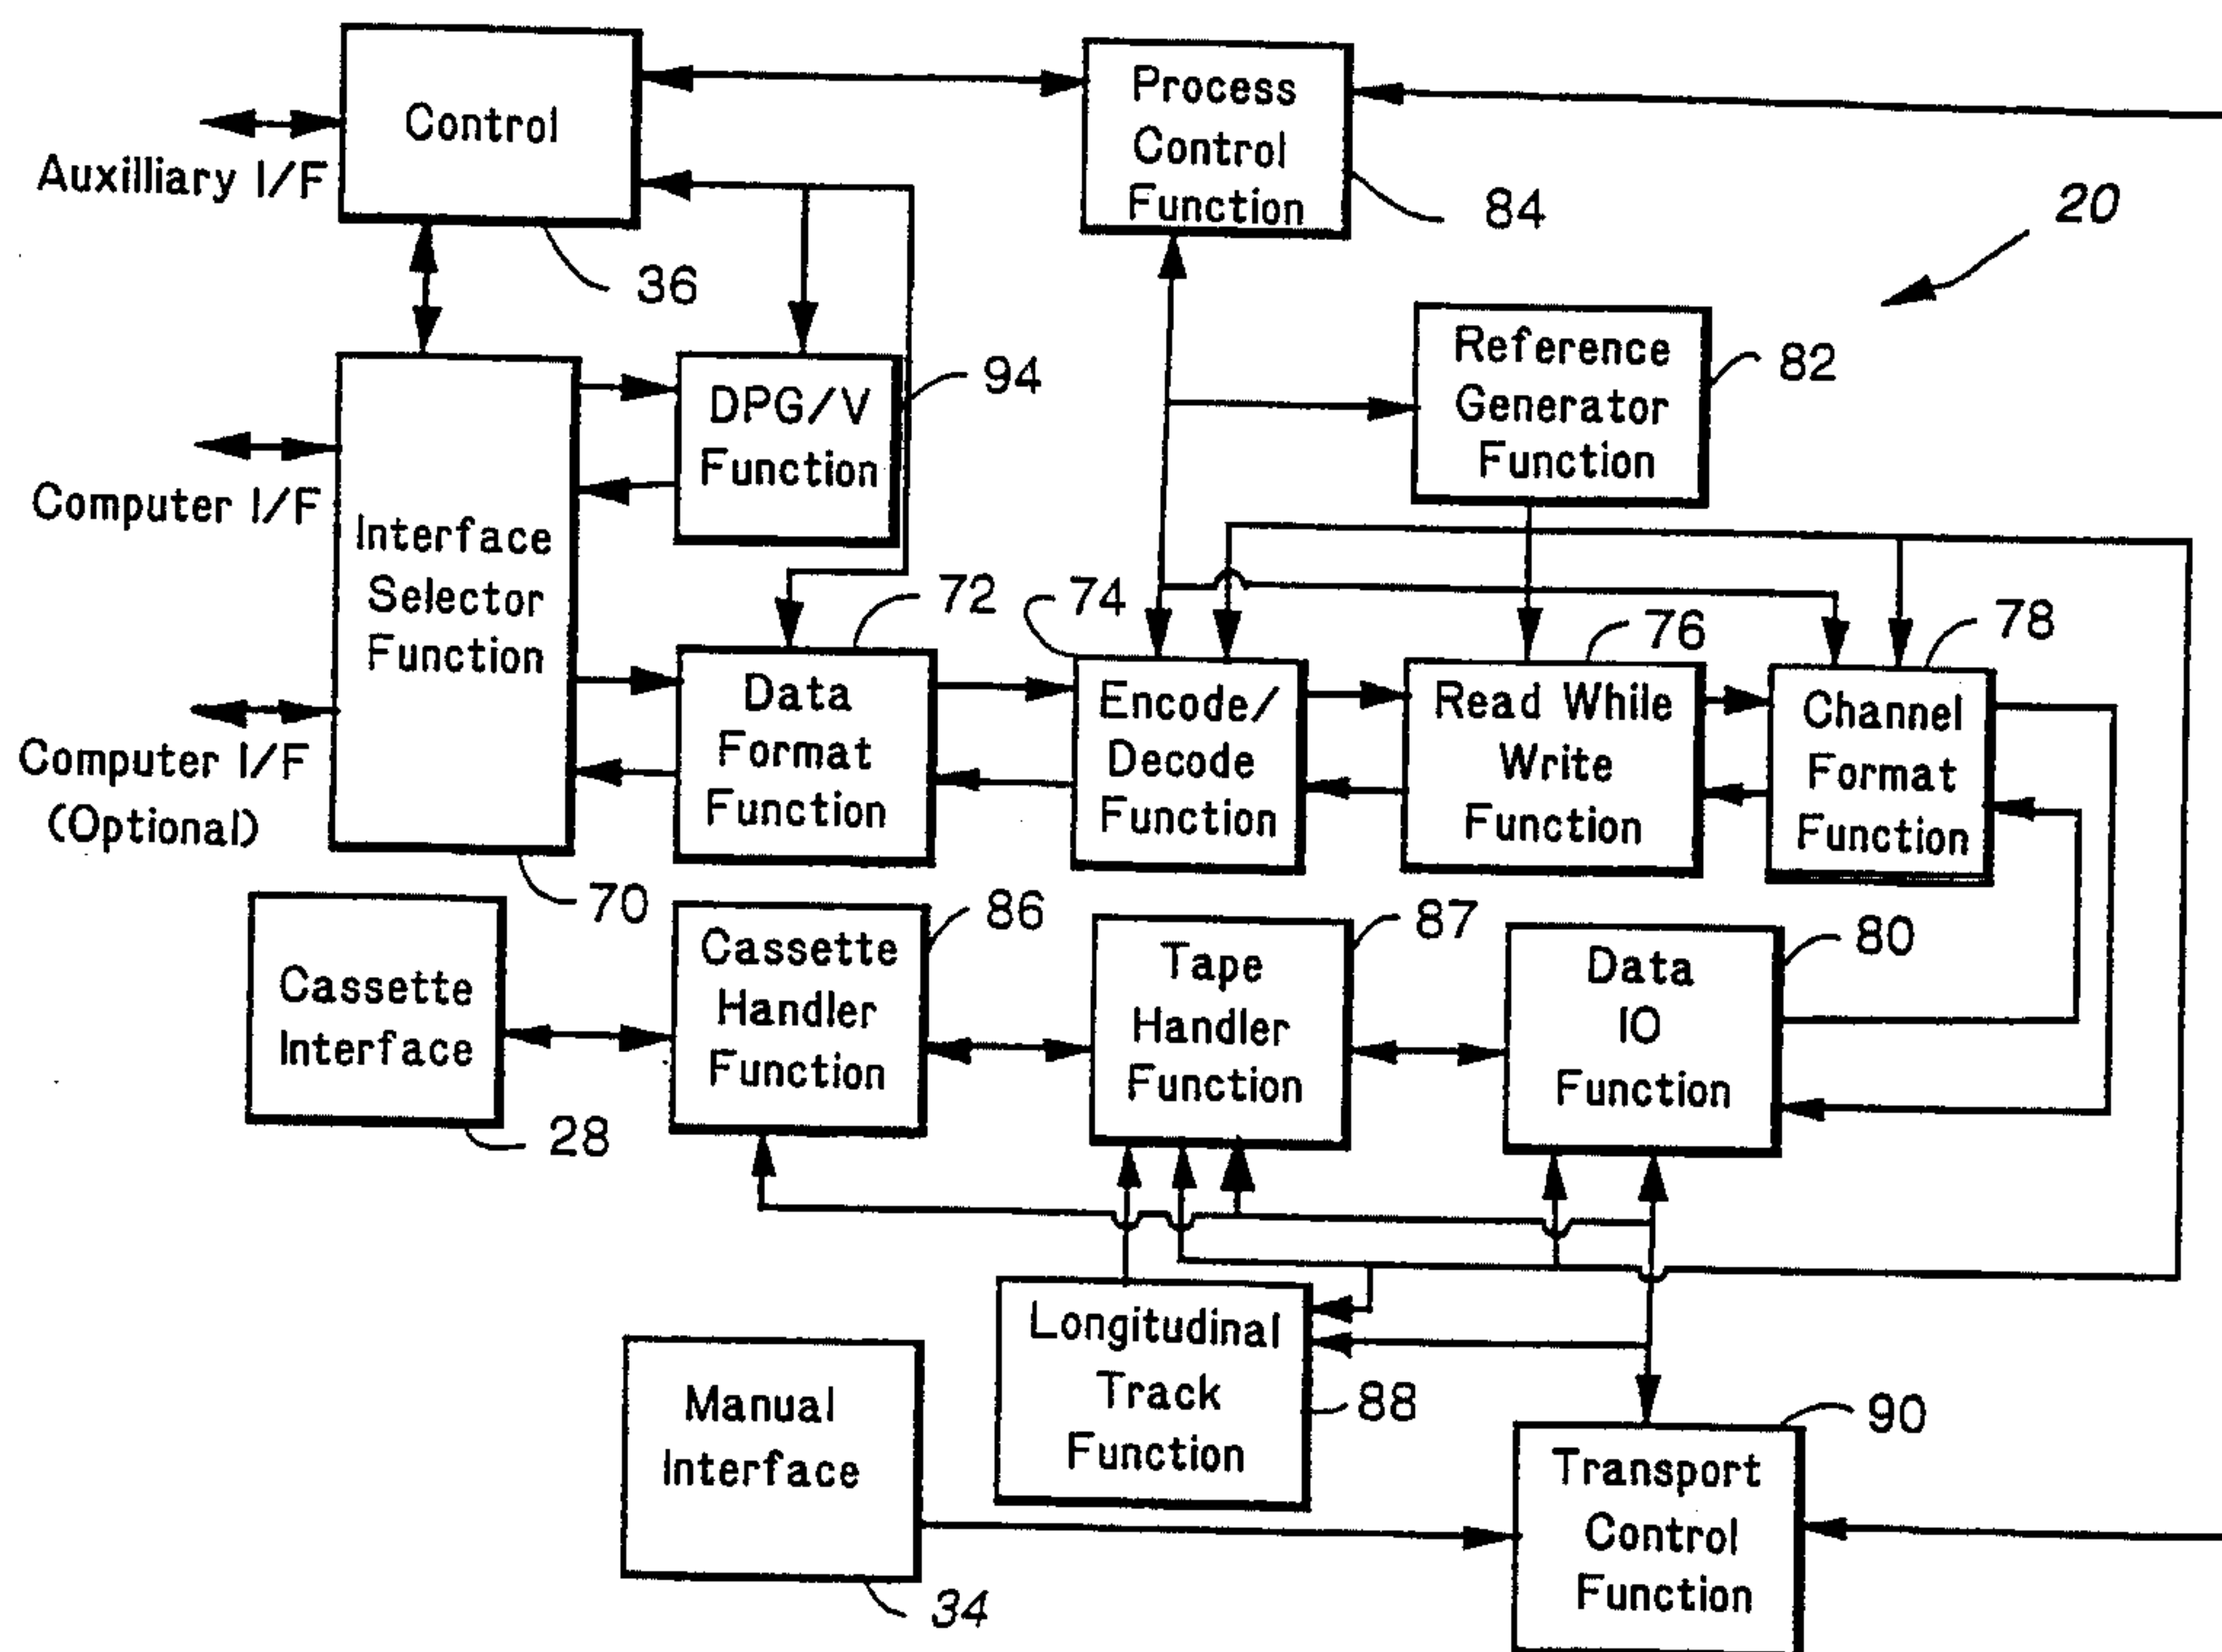 Control
Auxilliary I/F
36
Process
Control
Function
84
20
Reference
Generator
Function
82
DPG/V
Function
94
Computer I/F
Interface
Selector
Function
Computer I/F
(Optional)
70
Data
Format
Function
72
Encode/
Decode
Function
74
Read While
Write
Function
76
Channel
Format
Function
78
Cassette
Interface
28
Cassette
Handler
Function
86
Tape
Handler
Function
87
Data
IO
Function
80
Longitudinal
Track
Function
88
Manual
Interface
34
Transport
Control
Function
90